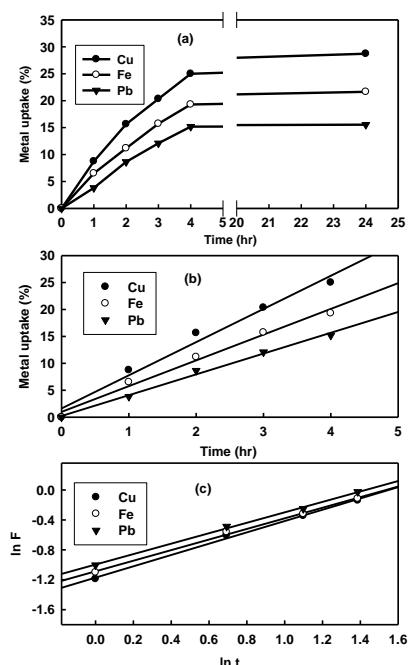 35
30
25
20
15
10
5
0
Metal uptake (%)
(a)
Cu
Fe
Pb
0 1 2 3 4 5 20 21 22 23 24 25
Time (hr)
30
25
20
15
10
5
0
Metal uptake (%)
(b)
Cu
Fe
Pb
0 1 2 3 4 5
Time (hr)
0.0
-0.4
-0.8
-1.2
-1.6
ln F
(c)
Cu
Fe
Pb
0.0 0.2 0.4 0.6 0.8 1.0 1.2 1.4 1.6
ln t